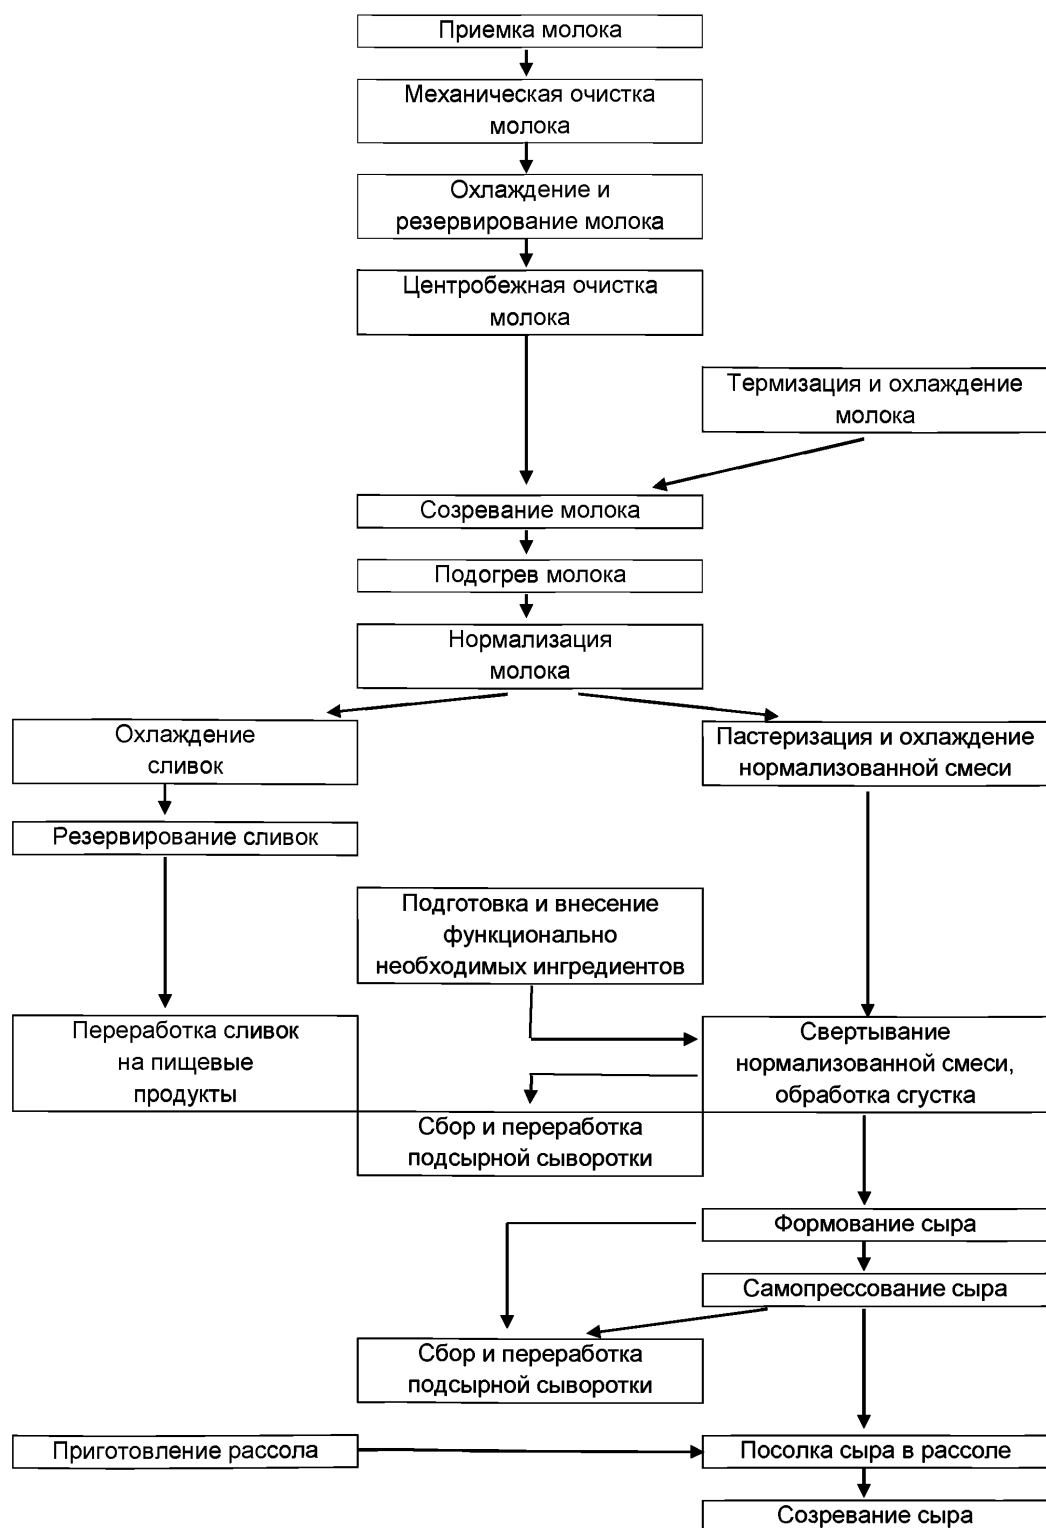 Приемка молока
Механическая очистка
молока
Охлаждение и
резервирование молока
Центробежная очистка
молока
Термизация и охлаждение
молока
Созревание молока
Подогрев молока
Нормализация
молока
Охлаждение
сливок
Пастеризация и охлаждение
нормализованной смеси
Резервирование сливок
Подготовка и внесение
функционально
необходимых ингредиентов
Переработка сливок
на пищевые
продукты
Свертывание
нормализованной смеси,
обработка сгустка
Сбор и переработка
подсырной сыворотки
Формование сыра
Самопрессование сыра
Сбор и переработка
подсырной сыворотки
Приготовление рассола
Посолка сыра в рассоле
Созревание сыра